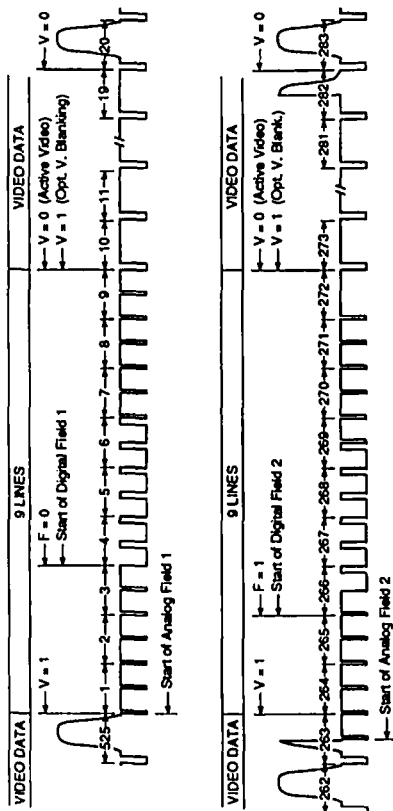 VIDEO DATA 9 LINES VIDEO DATA
V = 1 F = 0 V = 0 (Active Video) V = 0
Start of Digital Field 1 V = 1 (Opt. V. Blanking)
525 1 2 3 4 5 6 7 8 9 10 11 19 20
Start of Analog Field 1
VIDEO DATA 9 LINES VIDEO DATA
V = 1 F = 1 V = 0 (Active Video) V = 0
Start of Digital Field 2 V = 1 (Opt. V. Blank.)
262 263 264 265 266 267 268 269 270 271 272 273 281 282 283
Start of Analog Field 2